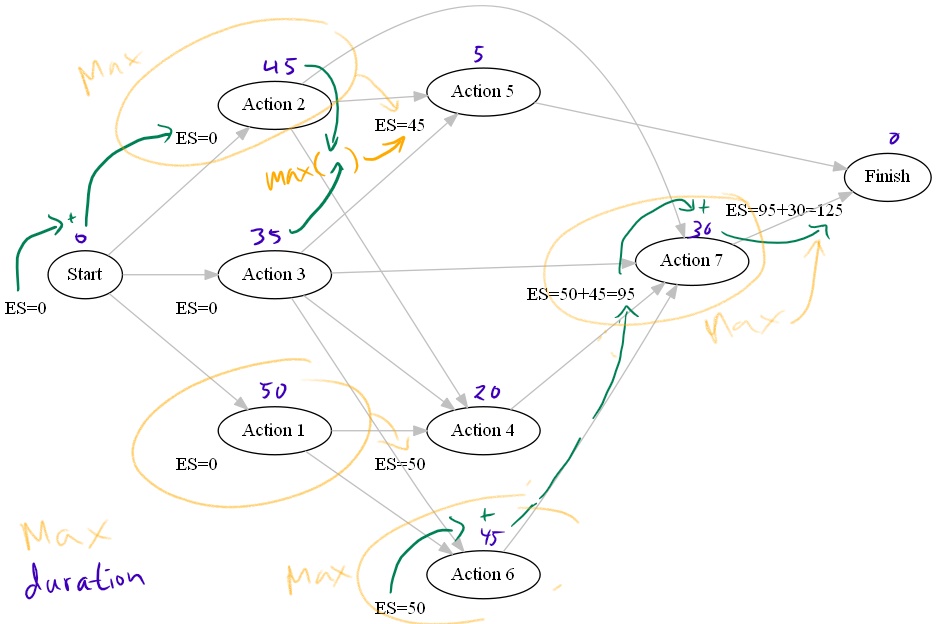 Max
45
Action 2
ES=0
5
Action 5
ES=45
max( )
0
Finish
+
0
Start
ES=0
35
Action 3
ES=0
+
30
Action 7
ES=95+30=125
ES=50+45=95
Max
50
Action 1
ES=0
20
Action 4
ES=50
Max
duration
Max
+
45
Action 6
ES=50